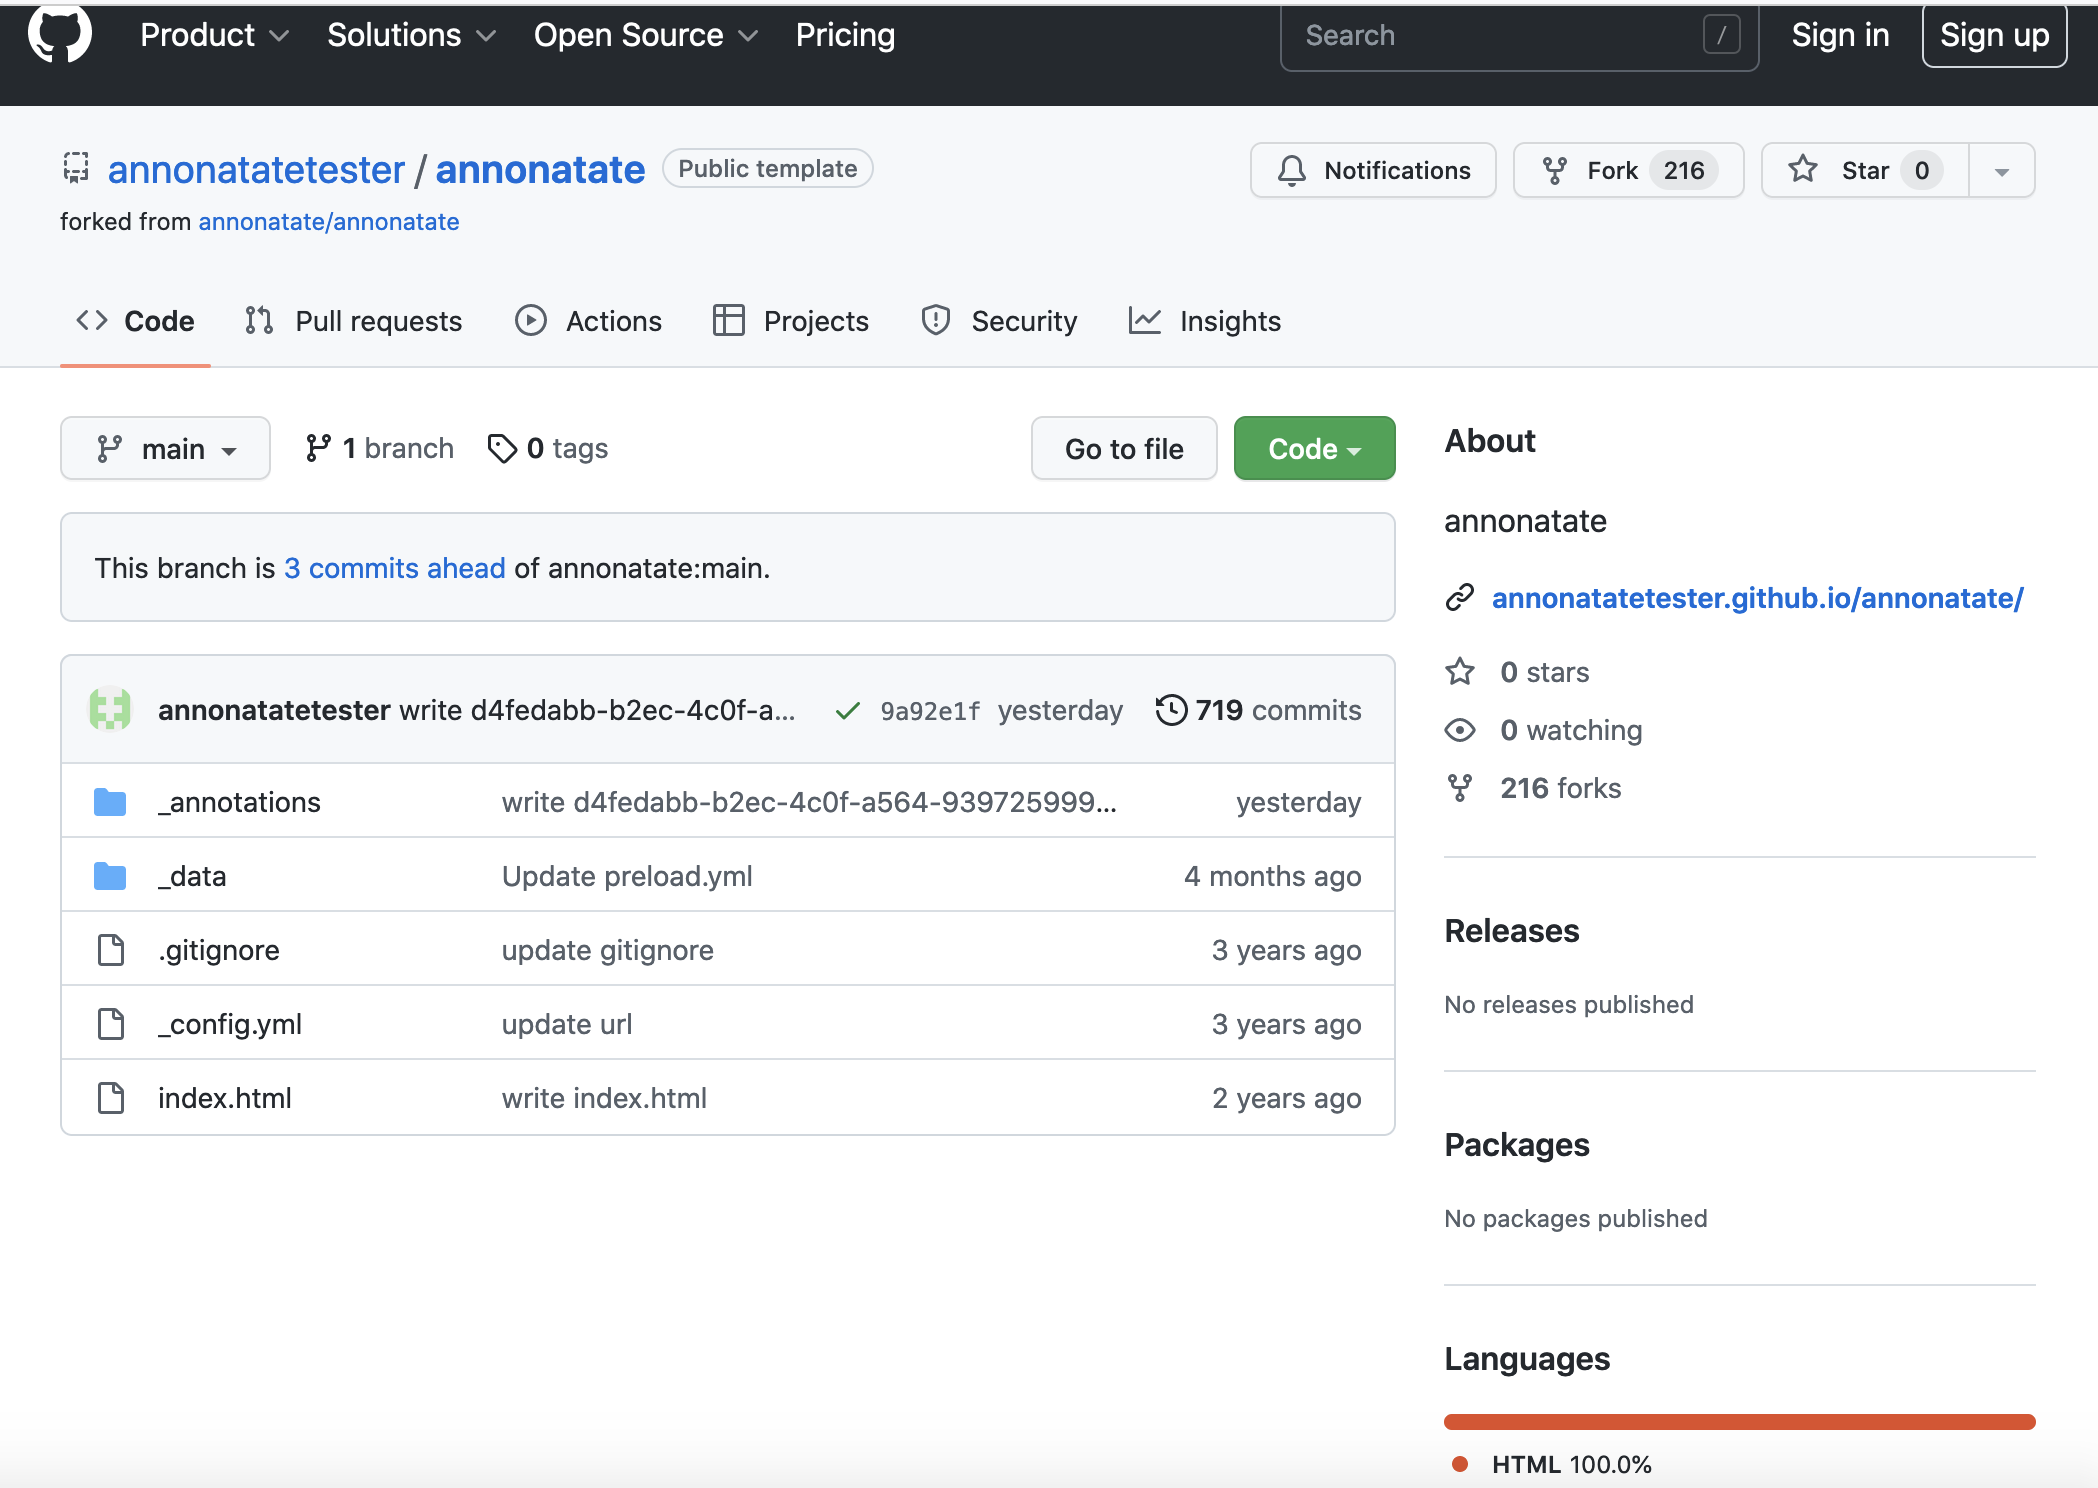 Product Solutions Open Source Pricing Search / Sign in Sign up
annonatatetester / annonatate Public template Notifications Fork 216 Star 0
forked from annonatate/annonatate
Code Pull requests Actions Projects Security Insights
main 1 branch 0 tags Go to file Code
This branch is 3 commits ahead of annonatate:main.
annonatatetester write d4fedabb-b2ec-4c0f-a... 9a92e1f yesterday 719 commits
_annotations write d4fedabb-b2ec-4c0f-a564-939725999... yesterday
_data Update preload.yml 4 months ago
.gitignore update gitignore 3 years ago
_config.yml update url 3 years ago
index.html write index.html 2 years ago
About
annonatate
annonatatetester.github.io/annonatate/
0 stars
0 watching
216 forks
Releases
No releases published
Packages
No packages published
Languages
HTML 100.0%